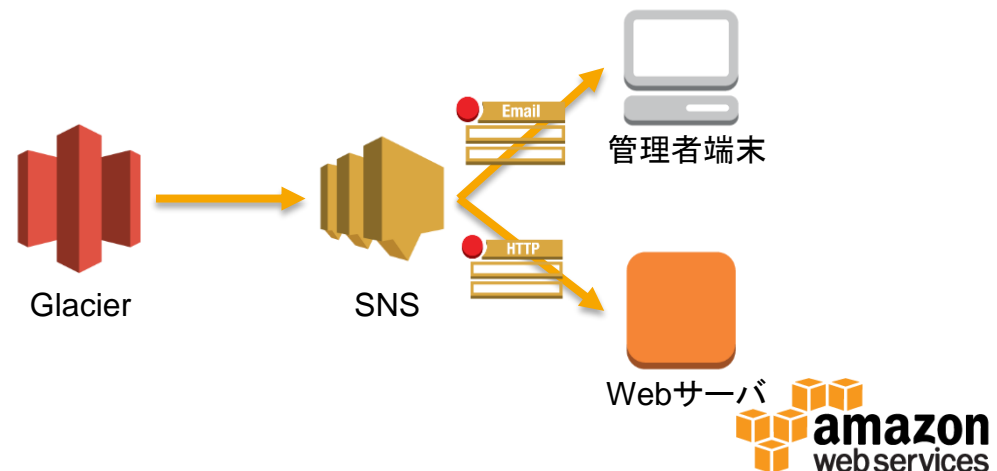 Email
管理者端末
HTTP
Glacier
SNS
Webサーバ
amazon
web services